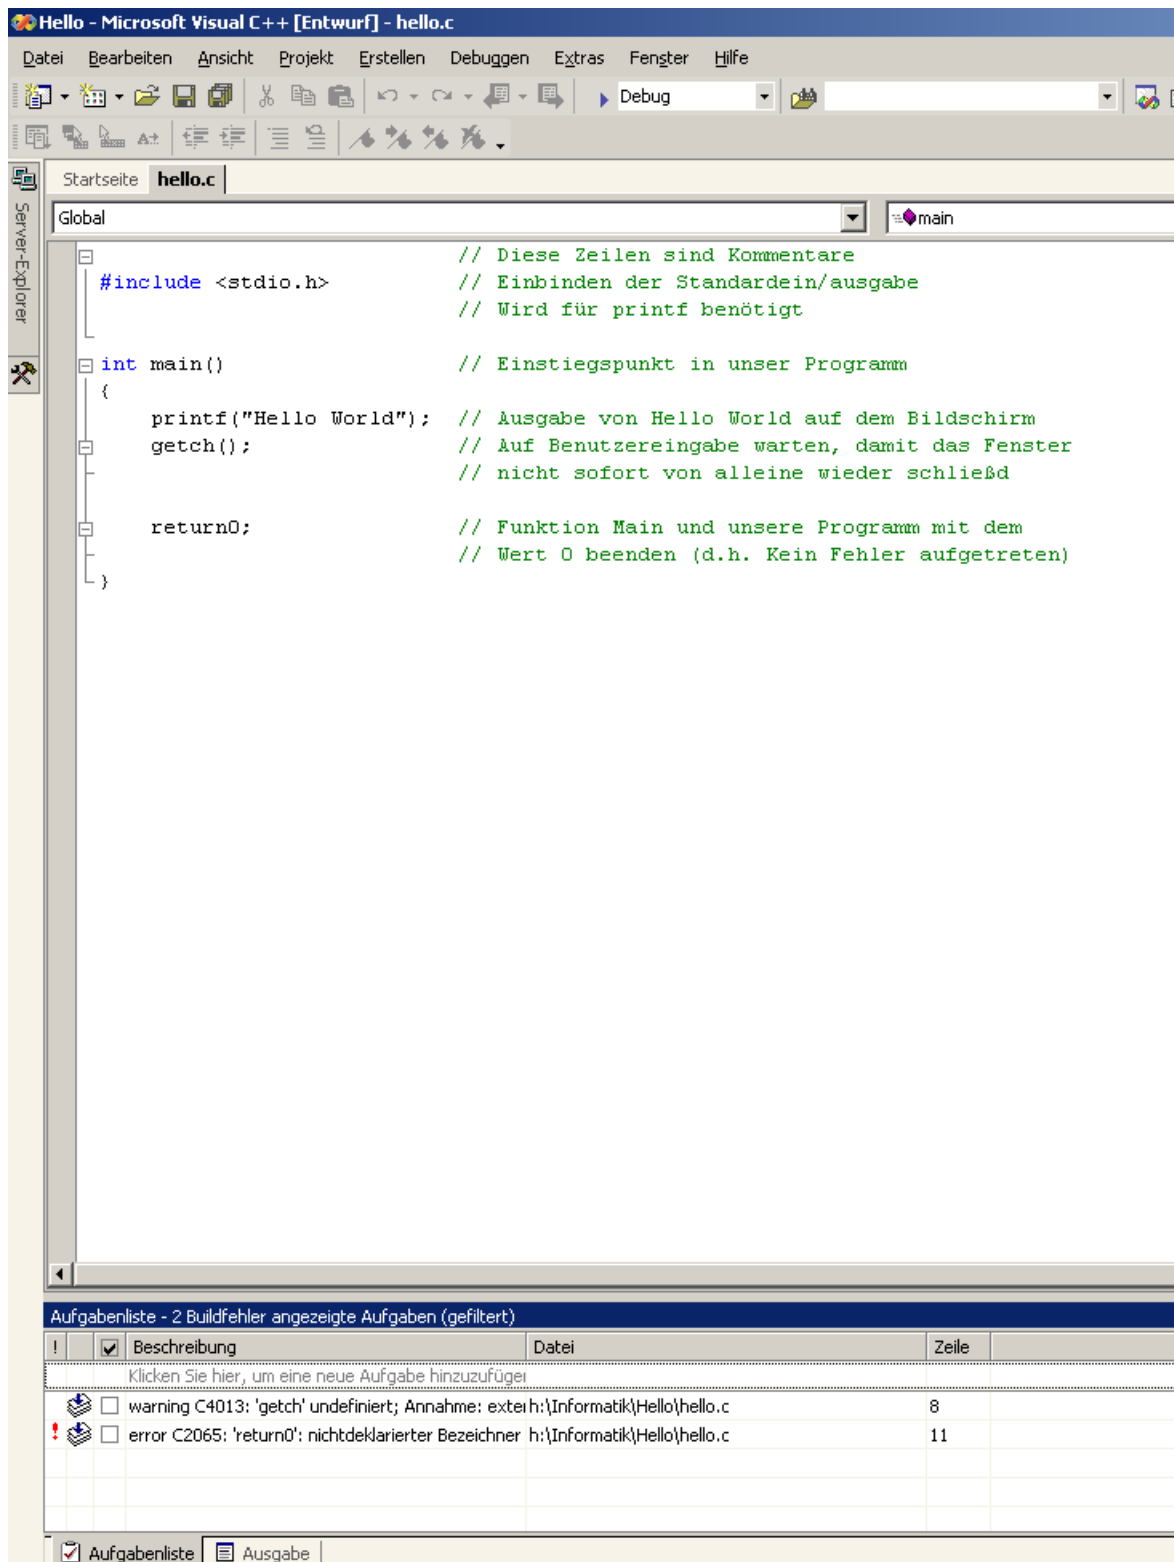 Hello - Microsoft Visual C++ [Entwurf] - hello.c
Datei Bearbeiten Ansicht Projekt Erstellen Debuggen Extras Fenster Hilfe
Debug
Startseite hello.c
Server-Explorer
Global main
// Diese Zeilen sind Kommentare
#include <stdio.h> // Einbinden der Standardein/ausgabe
// Wird für printf benötigt
int main() // Einstiegspunkt in unser Programm
{
printf("Hello World"); // Ausgabe von Hello World auf dem Bildschirm
getch(); // Auf Benutzereingabe warten, damit das Fenster
// nicht sofort von alleine wieder schließd
return0; // Funktion Main und unsere Programm mit dem
// Wert 0 beenden (d.h. Kein Fehler aufgetreten)
}
Aufgabenliste - 2 Buildfehler angezeigte Aufgaben (gefiltert)
! Beschreibung Datei Zeile
Klicken Sie hier, um eine neue Aufgabe hinzuzufüger
warning C4013: 'getch' undefiniert; Annahme: exter h:\Informatik\Hello\hello.c 8
! error C2065: 'return0': nichtdeklarierter Bezeichner h:\Informatik\Hello\hello.c 11
Aufgabenliste Ausgabe